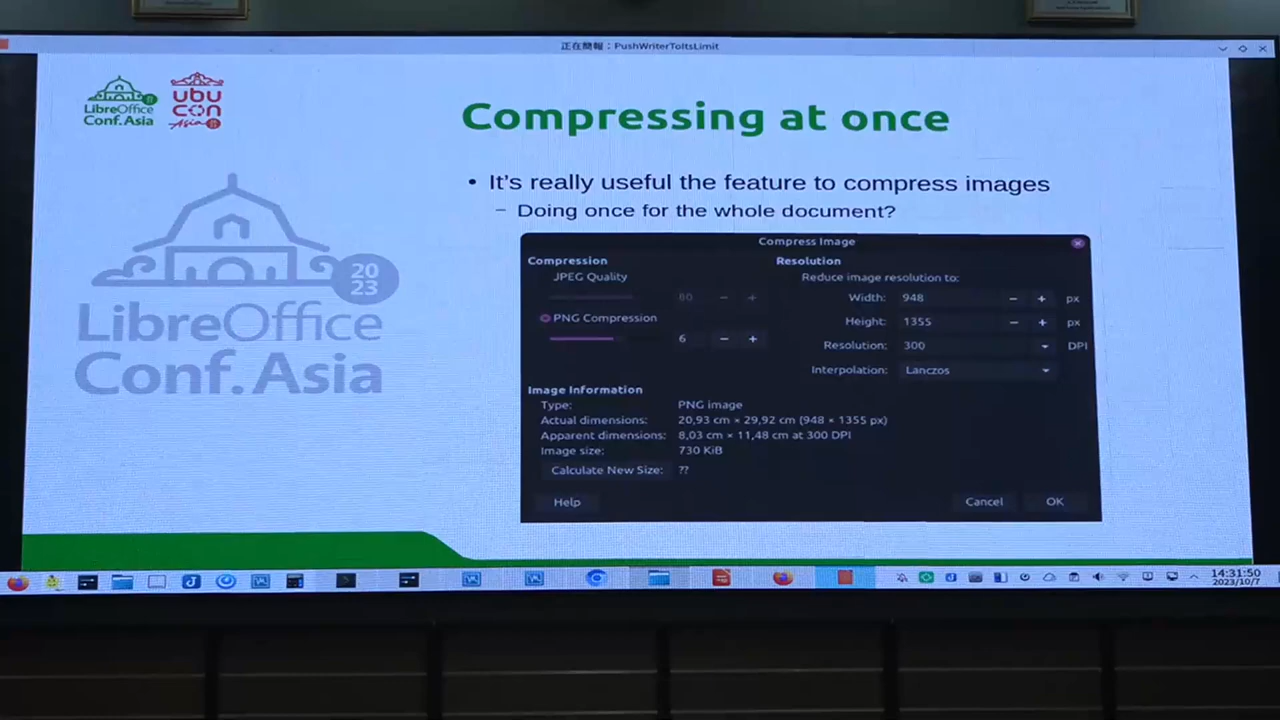 正在簡報：PushWriterToItsLimit
LibreOffice
Conf.Asia
ubu
con
Asia
Compressing at once
• It's really useful the feature to compress images
– Doing once for the whole document?
20
23
LibreOffice
Conf.Asia
Compress Image
Compression
JPEG Quality
80 − +
PNG Compression
6 − +
Resolution
Reduce image resolution to:
Width: 948 − + px
Height: 1355 − + px
Resolution: 300 DPI
Interpolation: Lanczos
Image Information
Type: PNG image
Actual dimensions: 20,93 cm × 29,92 cm (948 × 1355 px)
Apparent dimensions: 8,03 cm × 11,48 cm at 300 DPI
Image size: 730 KiB
Calculate New Size: ??
Help
Cancel
OK
14:31:50
2023/10/7